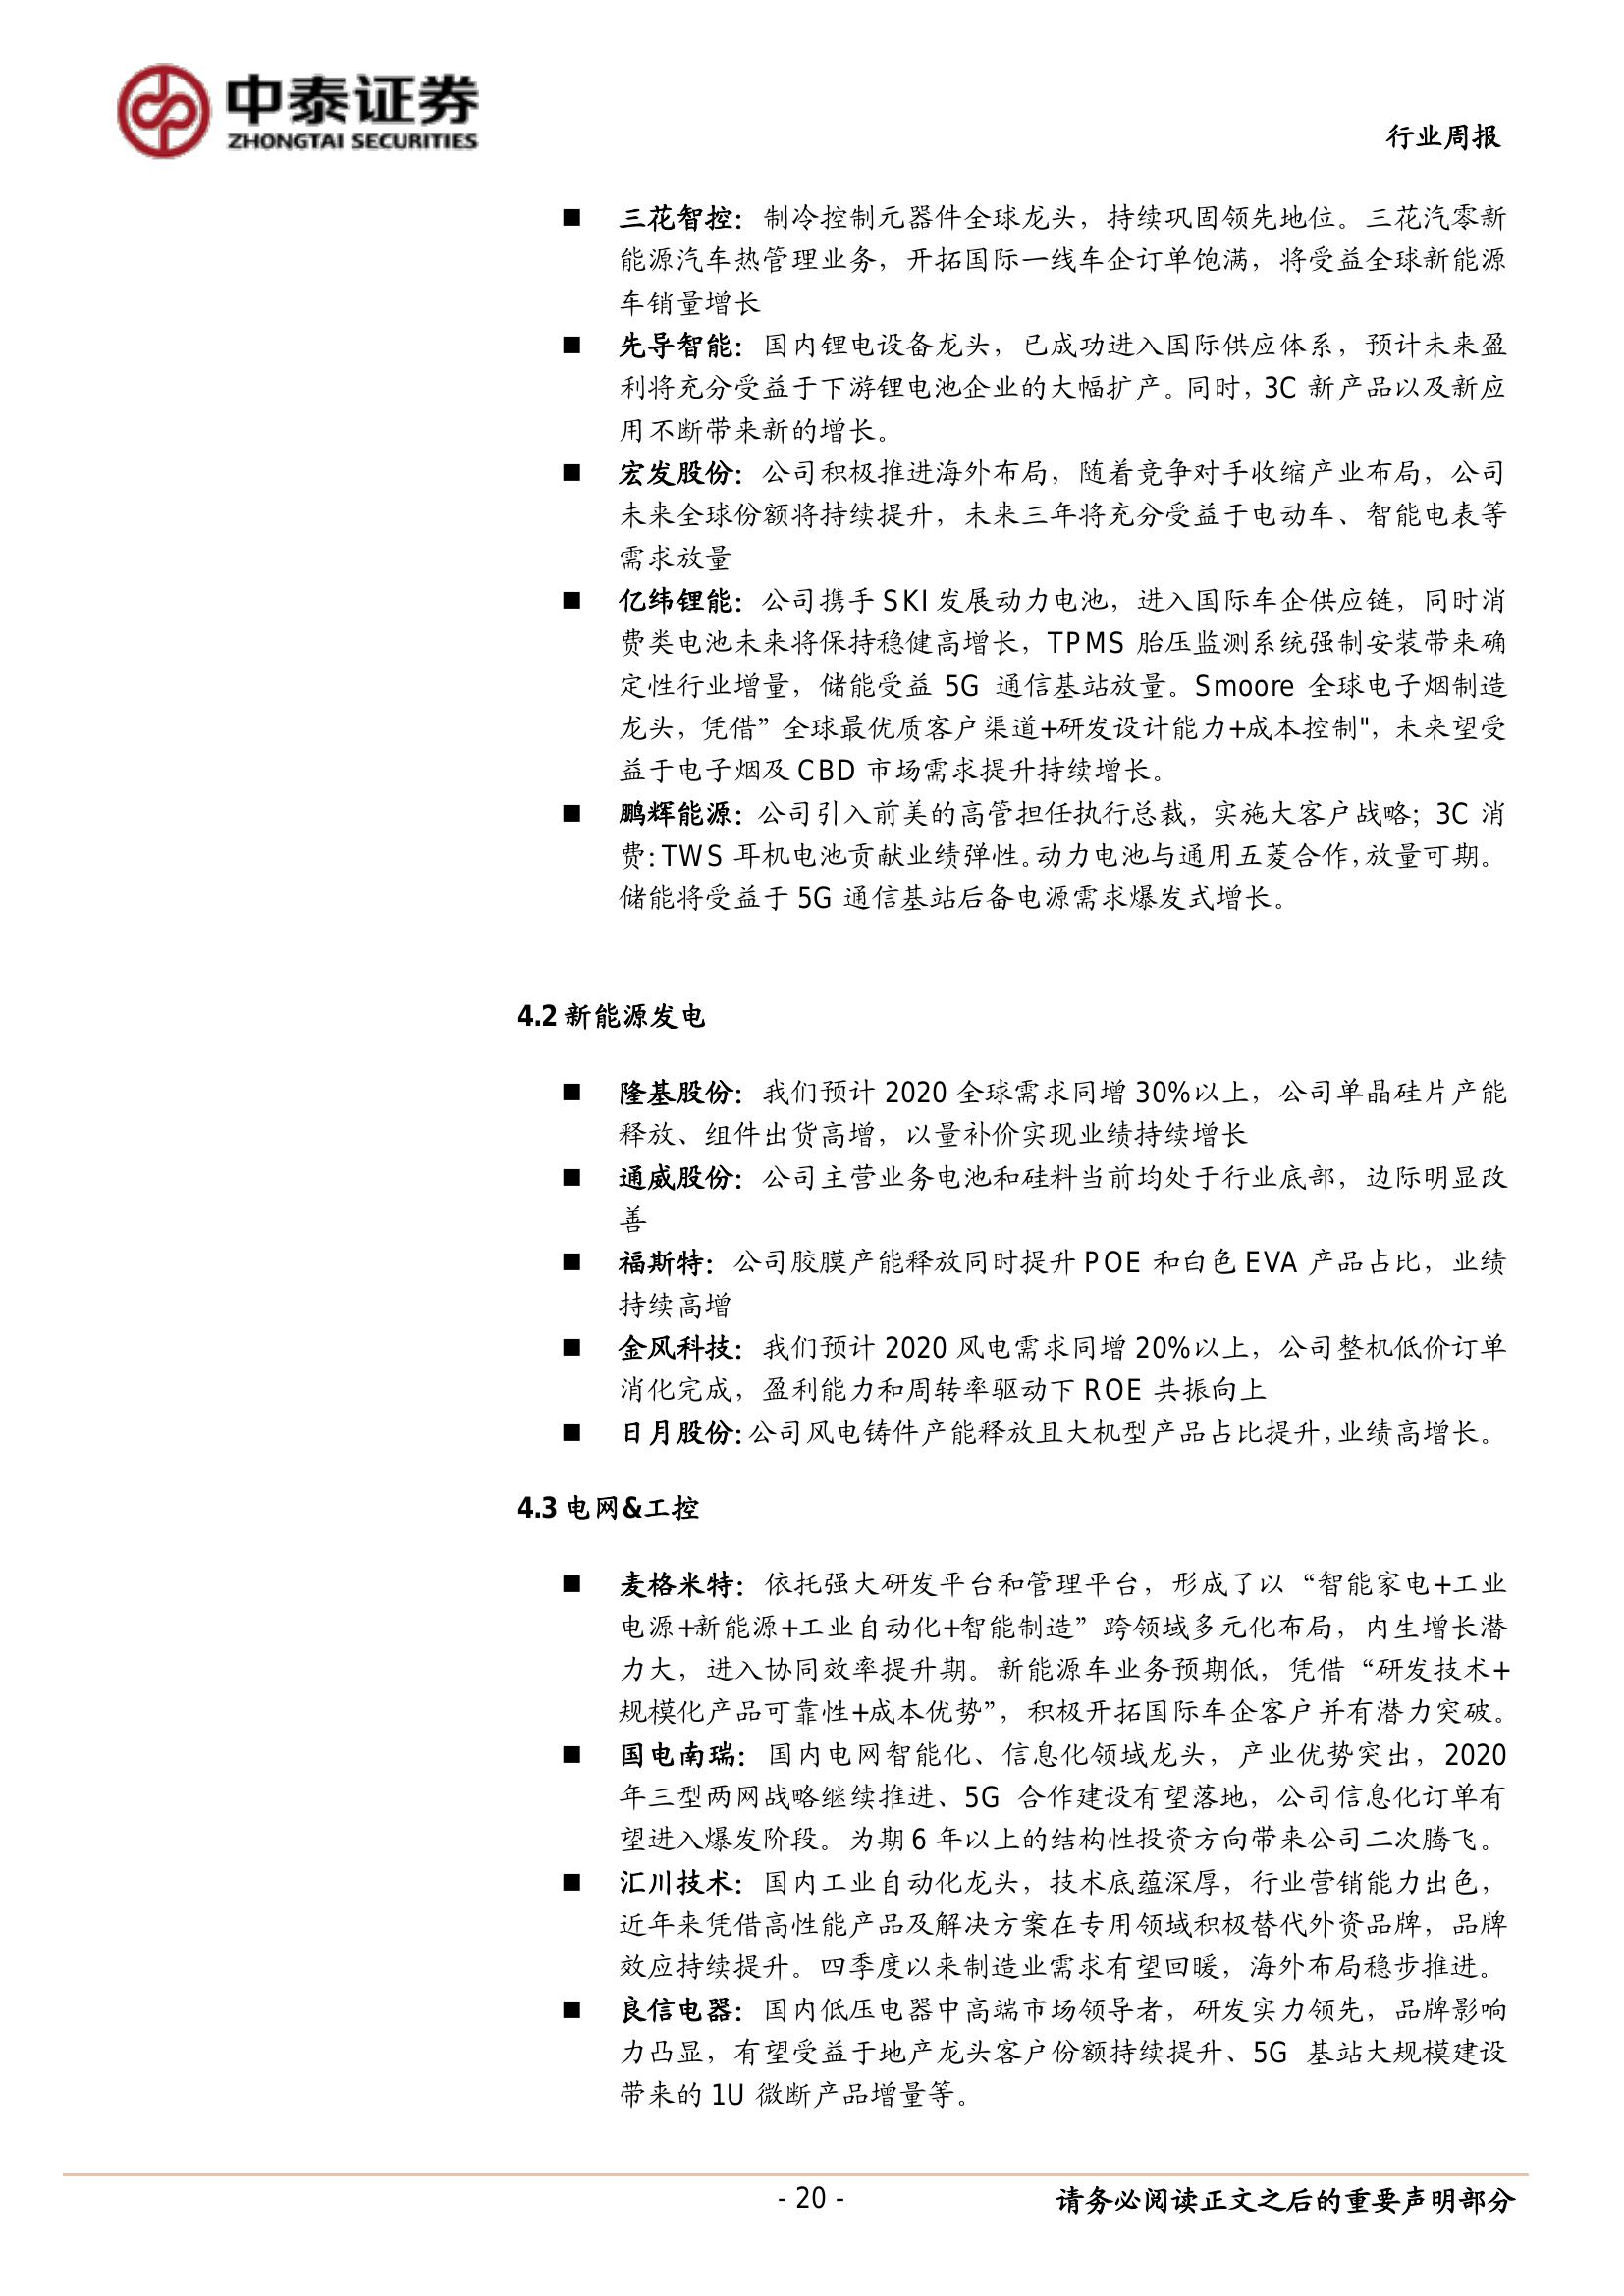 中泰证券
ZHONGTAI SECURITIES
行业周报
■ 三花智控：制冷控制元器件全球龙头，持续巩固领先地位。三花汽零新
能源汽车热管理业务，开拓国际一线车企订单饱满，将受益全球新能源
车销量增长
■ 先导智能：国内锂电设备龙头，已成功进入国际供应体系，预计未来盈
利将充分受益于下游锂电池企业的大幅扩产。同时，3C 新产品以及新应
用不断带来新的增长。
■ 宏发股份：公司积极推进海外布局，随着竞争对手收缩产业布局，公司
未来全球份额将持续提升，未来三年将充分受益于电动车、智能电表等
需求放量
■ 亿纬锂能：公司携手 SKI 发展动力电池，进入国际车企供应链，同时消
费类电池未来将保持稳健高增长，TPMS 胎压监测系统强制安装带来确
定性行业增量，储能受益 5G 通信基站放量。Smoore 全球电子烟制造
龙头，凭借”全球最优质客户渠道+研发设计能力+成本控制"，未来望受
益于电子烟及 CBD 市场需求提升持续增长。
■ 鹏辉能源：公司引入前美的高管担任执行总裁，实施大客户战略；3C 消
费：TWS 耳机电池贡献业绩弹性。动力电池与通用五菱合作，放量可期。
储能将受益于 5G 通信基站后备电源需求爆发式增长。
4.2 新能源发电
■ 隆基股份：我们预计 2020 全球需求同增 30%以上，公司单晶硅片产能
释放、组件出货高增，以量补价实现业绩持续增长
■ 通威股份：公司主营业务电池和硅料当前均处于行业底部，边际明显改
善
■ 福斯特：公司胶膜产能释放同时提升 POE 和白色 EVA 产品占比，业绩
持续高增
■ 金风科技：我们预计 2020 风电需求同增 20%以上，公司整机低价订单
消化完成，盈利能力和周转率驱动下 ROE 共振向上
■ 日月股份：公司风电铸件产能释放且大机型产品占比提升，业绩高增长。
4.3 电网&工控
■ 麦格米特：依托强大研发平台和管理平台，形成了以“智能家电+工业
电源+新能源+工业自动化+智能制造”跨领域多元化布局，内生增长潜
力大，进入协同效率提升期。新能源车业务预期低，凭借“研发技术+
规模化产品可靠性+成本优势”，积极开拓国际车企客户并有潜力突破。
■ 国电南瑞：国内电网智能化、信息化领域龙头，产业优势突出，2020
年三型两网战略继续推进、5G 合作建设有望落地，公司信息化订单有
望进入爆发阶段。为期 6 年以上的结构性投资方向带来公司二次腾飞。
■ 汇川技术：国内工业自动化龙头，技术底蕴深厚，行业营销能力出色，
近年来凭借高性能产品及解决方案在专用领域积极替代外资品牌，品牌
效应持续提升。四季度以来制造业需求有望回暖，海外布局稳步推进。
■ 良信电器：国内低压电器中高端市场领导者，研发实力领先，品牌影响
力凸显，有望受益于地产龙头客户份额持续提升、5G 基站大规模建设
带来的 1U 微断产品增量等。
- 20 -
请务必阅读正文之后的重要声明部分